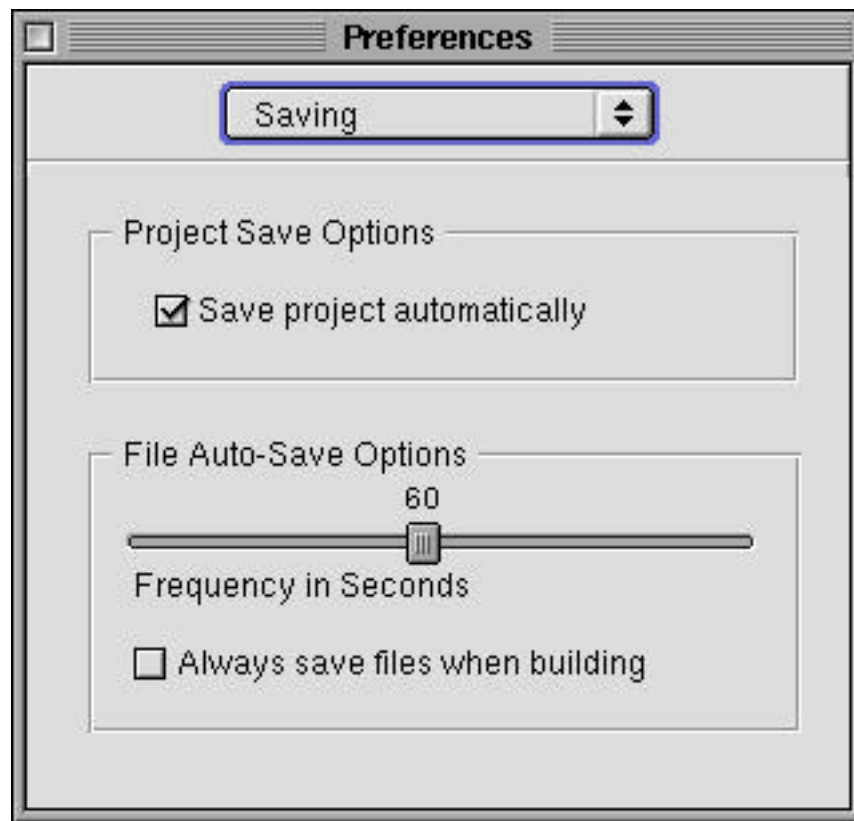 Preferences
Saving
Project Save Options
Save project automatically
File Auto-Save Options
60
Frequency in Seconds
Always save files when building